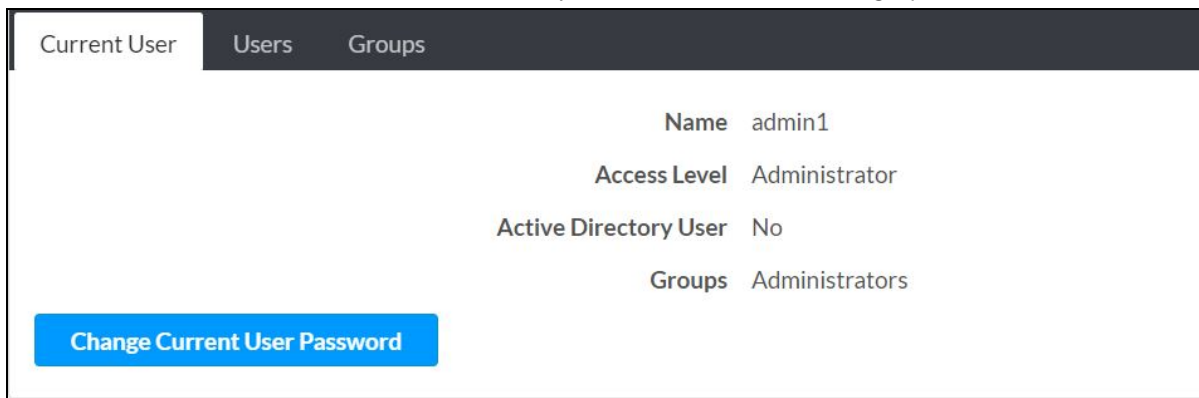 Current User Users Groups
Name admin1
Access Level Administrator
Active Directory User No
Groups Administrators
Change Current User Password